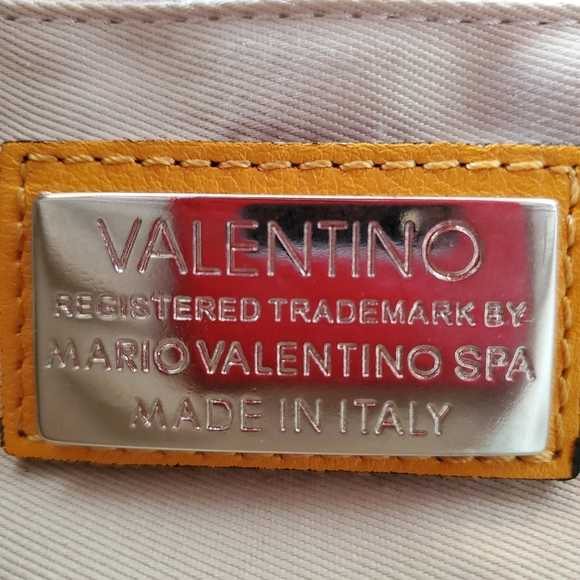 VALENTINO
REGISTERED TRADEMARK BY
MARIO VALENTINO SPA
MADE IN ITALY